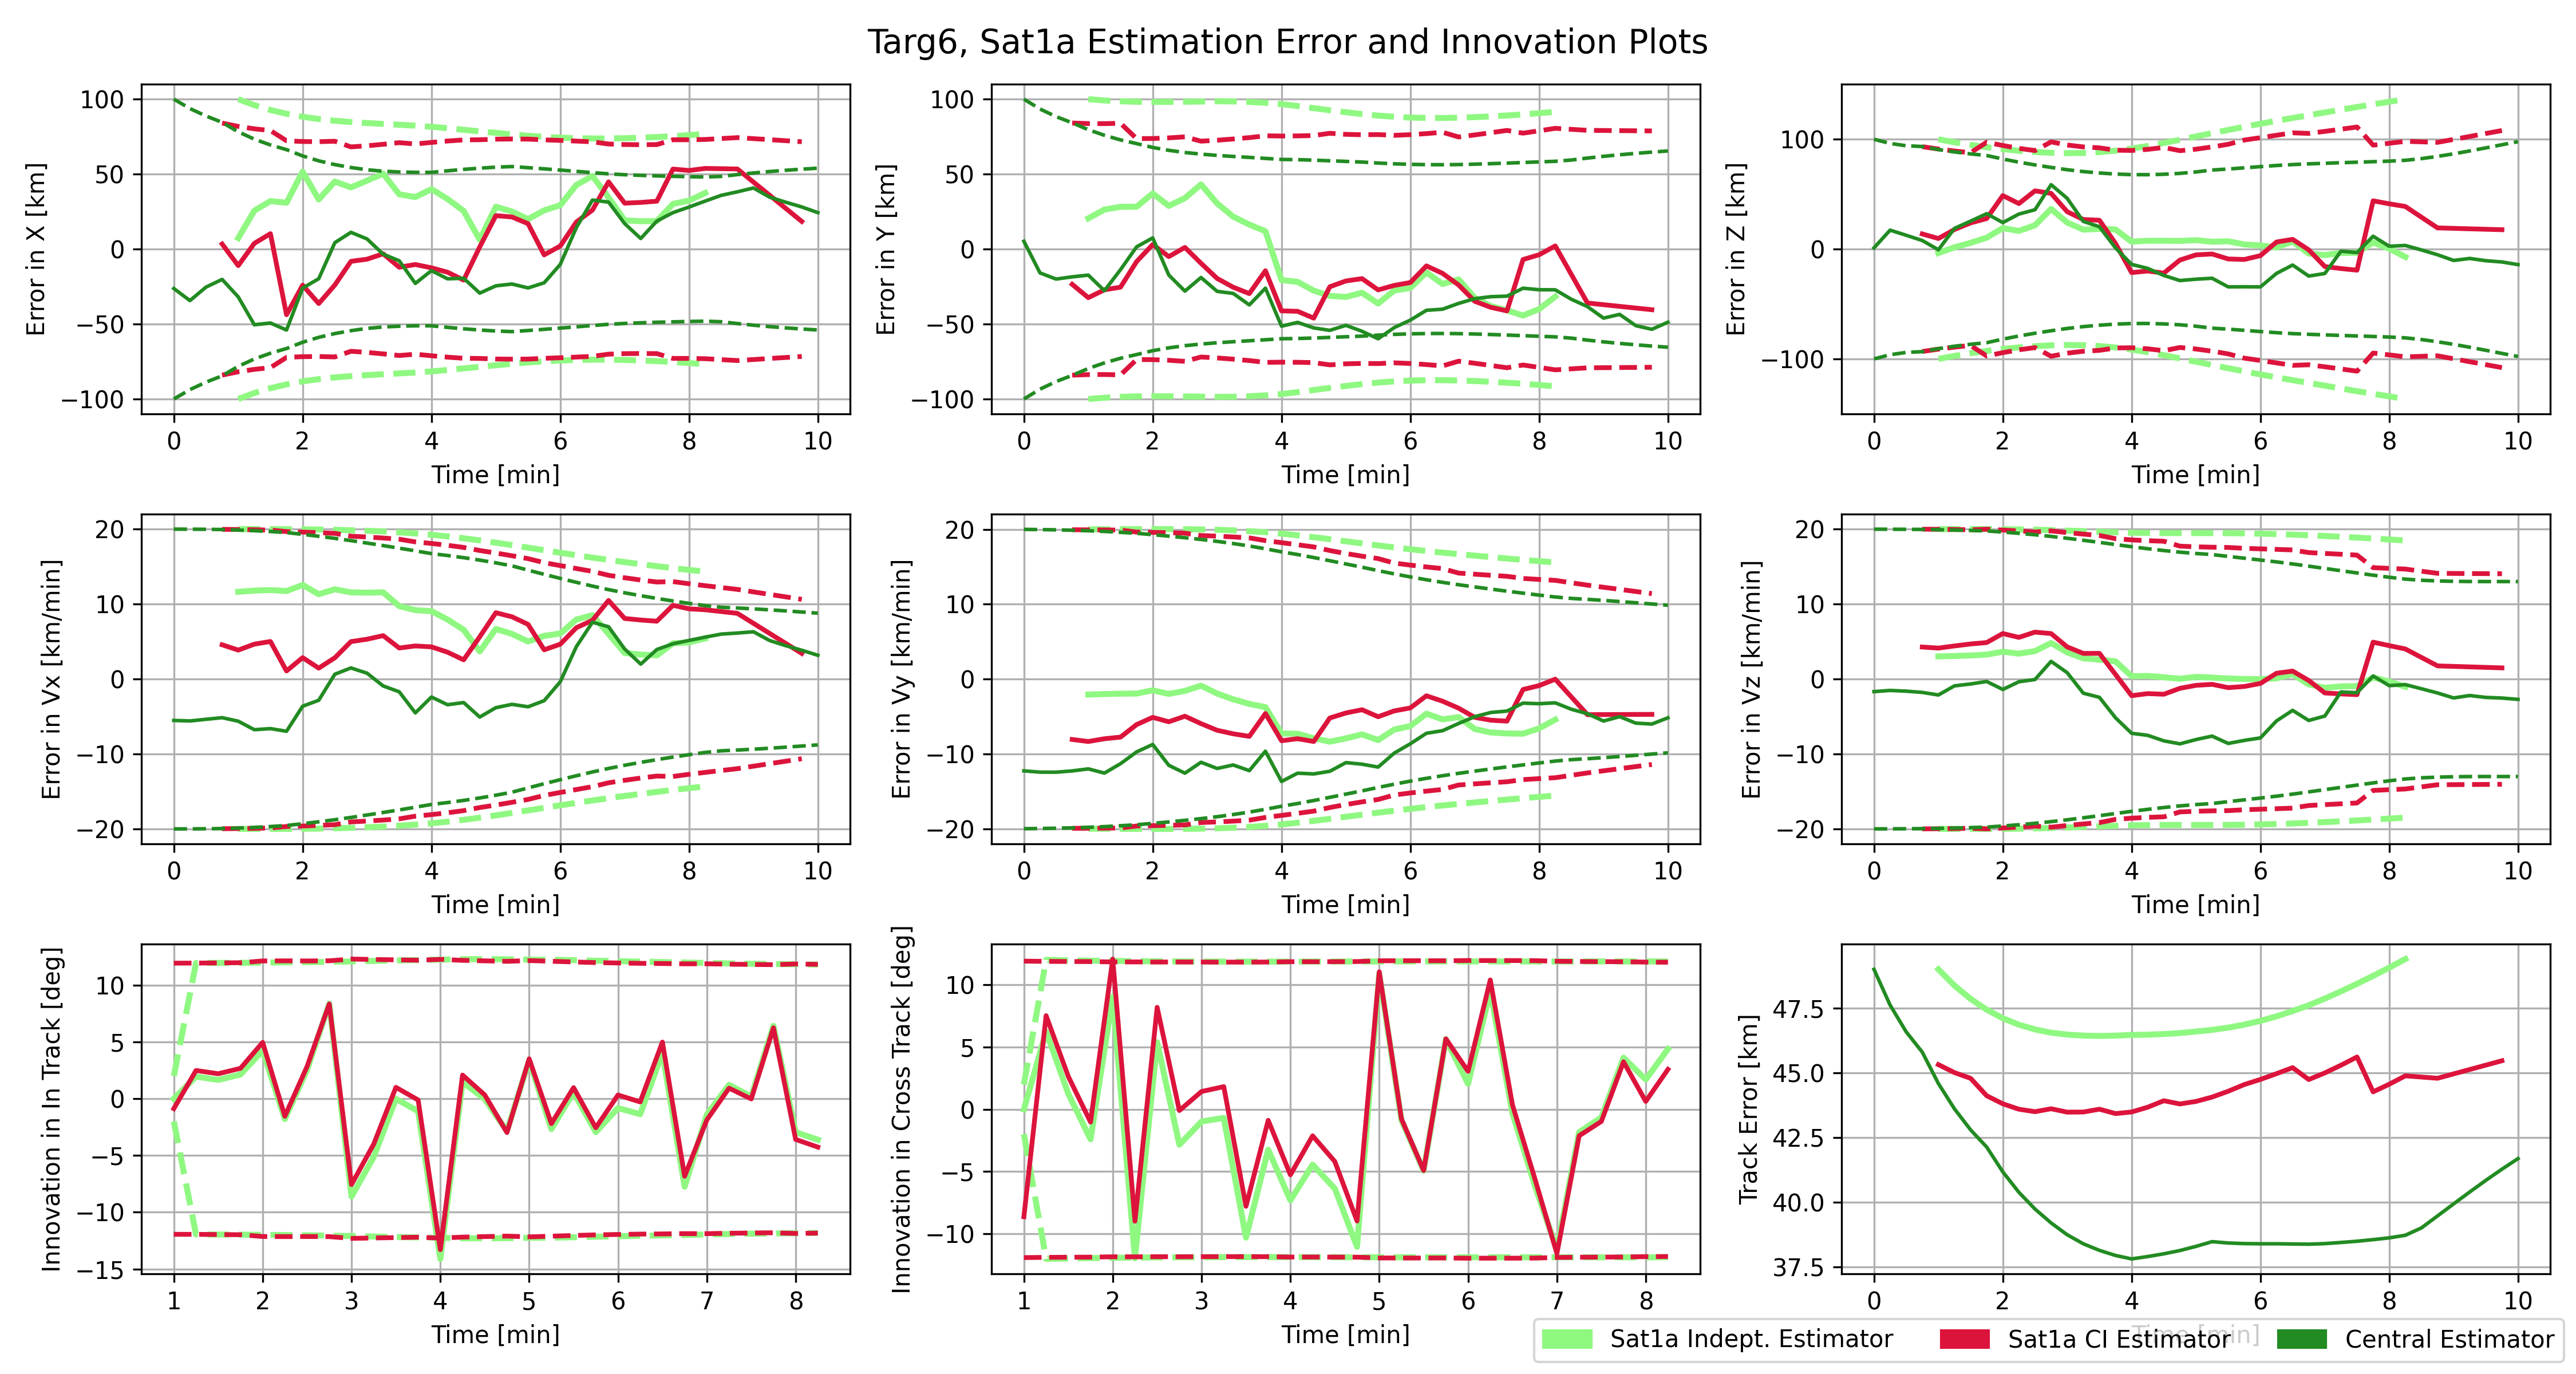 Targ6, Sat1a Estimation Error and Innovation Plots
Error in X [km]
100
50
0
−50
−100
0 2 4 6 8 10
Time [min]
Error in Y [km]
100
50
0
−50
−100
0 2 4 6 8 10
Time [min]
Error in Z [km]
100
0
−100
0 2 4 6 8 10
Time [min]
Error in Vx [km/min]
20
10
0
−10
−20
0 2 4 6 8 10
Time [min]
Error in Vy [km/min]
20
10
0
−10
−20
0 2 4 6 8 10
Time [min]
Error in Vz [km/min]
20
10
0
−10
−20
0 2 4 6 8 10
Time [min]
Innovation in In Track [deg]
10
5
0
−5
−10
−15
1 2 3 4 5 6 7 8
Time [min]
Innovation in Cross Track [deg]
10
5
0
−5
−10
1 2 3 4 5 6 7 8
Time [min]
Track Error [km]
47.5
45.0
42.5
40.0
37.5
0 2 4 6 8 10
Time [min]
Sat1a Indept. Estimator Sat1a CI Estimator Central Estimator